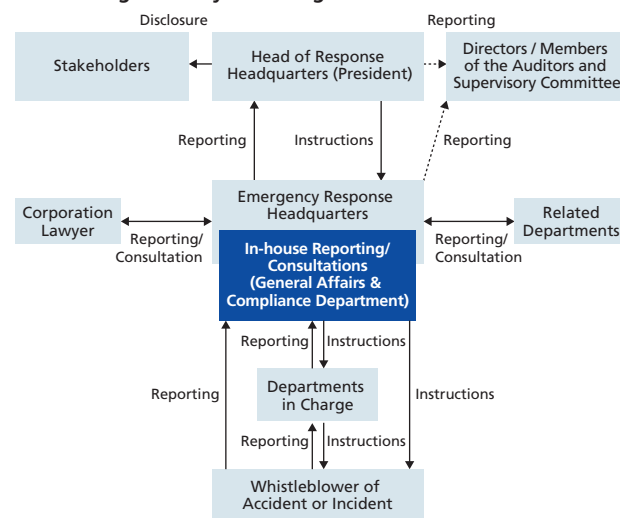 Disclosure
Reporting
Stakeholders
Head of Response
Headquarters (President)
Directors / Members
of the Auditors and
Supervisory Committee
Reporting
Instructions
Reporting
Corporation
Lawyer
Emergency Response
Headquarters
Related
Departments
Reporting/
Consultation
Reporting/
Consultation
In-house Reporting/
Consultations
(General Affairs &
Compliance Department)
Reporting
Instructions
Reporting
Departments
in Charge
Instructions
Reporting
Instructions
Whistleblower of
Accident or Incident